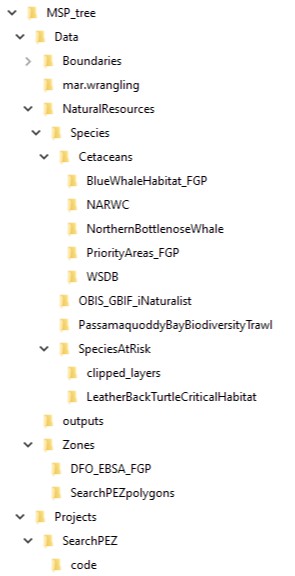 MSP_tree
Data
Boundaries
mar.wrangling
NaturalResources
Species
Cetaceans
BlueWhaleHabitat_FGP
NARWC
NorthernBottlenoseWhale
PriorityAreas_FGP
WSDB
OBIS_GBIF_iNaturalist
PassamaquoddyBayBiodiversityTrawl
SpeciesAtRisk
clipped_layers
LeatherBackTurtleCriticalHabitat
outputs
Zones
DFO_EBSA_FGP
SearchPEZpolygons
Projects
SearchPEZ
code